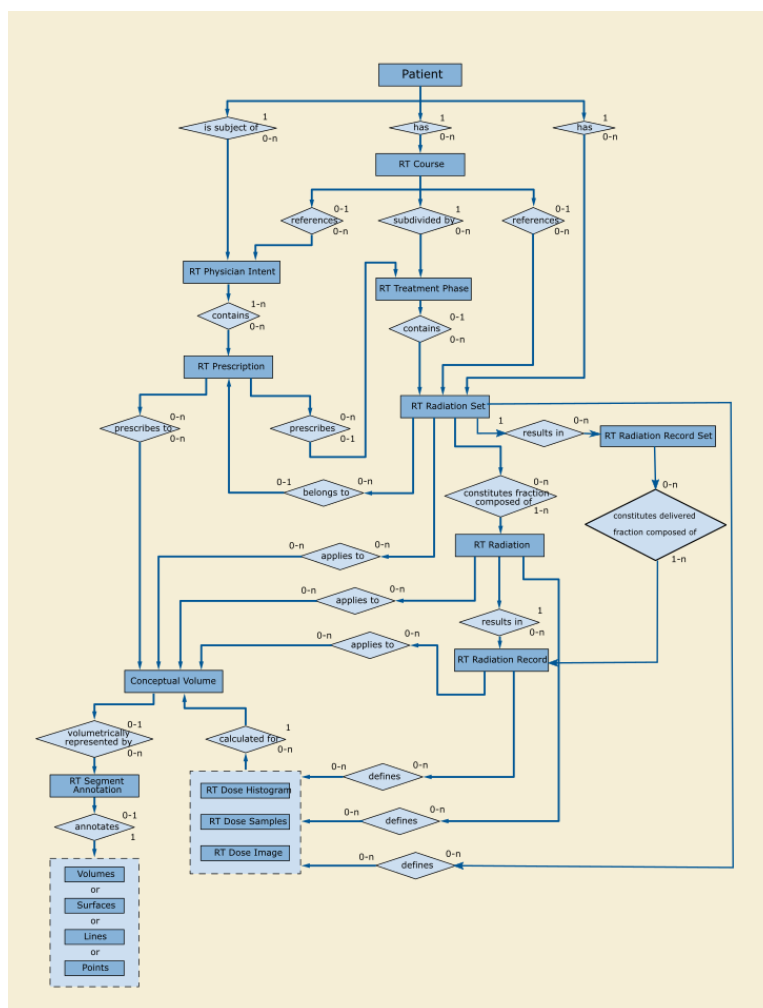 Patient
1
1
1
is subject of
has
has
0-n
0-n
0-n
RT Course
0-1
1
0-1
references
subdivided by
references
0-n
0-n
0-n
RT Physician Intent
RT Treatment Phase
1-n
contains
0-n
0-1
contains
0-n
RT Prescription
RT Radiation Set
0-n
prescribes to
0-n
0-n
prescribes
0-1
1
results in
0-n
RT Radiation Record Set
0-1
belongs to
0-n
0-n
constitutes fraction
composed of
1-n
0-n
constitutes delivered
fraction composed of
1-n
RT Radiation
0-n
applies to
0-n
0-n
applies to
0-n
1
results in
0-n
0-n
applies to
0-n
RT Radiation Record
Conceptual Volume
0-1
volumetrically
represented by
0-n
1
calculated for
0-n
RT Segment
Annotation
0-n
defines
0-n
RT Dose Histogram
0-1
annotates
1
RT Dose Samples
0-n
defines
0-n
RT Dose Image
0-n
defines
0-n
Volumes
or
Surfaces
or
Lines
or
Points